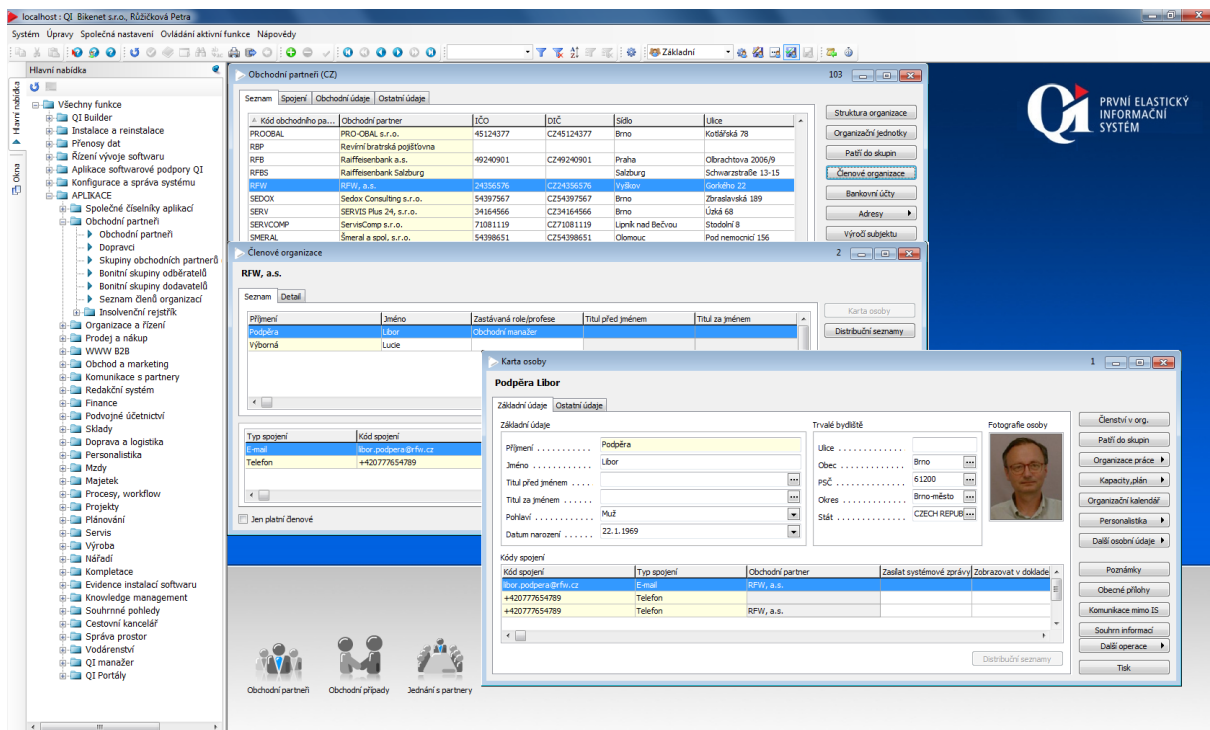 localhost : QI Bikenet s.r.o., Růžičková Petra
Systém Úpravy Společná nastavení Ovládání aktivní funkce Nápovědy
Základní
Hlavní nabídka
Hlavní nabídka
Okna
Všechny funkce
QI Builder
Instalace a reinstalace
Přenosy dat
Řízení vývoje softwaru
Aplikace softwarové podpory QI
Konfigurace a správa systému
APLIKACE
Společné číselníky aplikací
Obchodní partneři
Obchodní partneři
Dopravci
Skupiny obchodních partnerů
Bonitní skupiny odběratelů
Bonitní skupiny dodavatelů
Seznam členů organizací
Insolvenční rejstřík
Organizace a řízení
Prodej a nákup
WWW B2B
Obchod a marketing
Komunikace s partnery
Redakční systém
Finance
Podvojné účetnictví
Sklady
Doprava a logistika
Personalistika
Mzdy
Majetek
Procesy, workflow
Projekty
Plánování
Servis
Výroba
Nářadí
Kompletace
Evidence instalací softwaru
Knowledge management
Souhrnné pohledy
Cestovní kancelář
Správa prostor
Vodárenství
QI manažer
QI Portály
Obchodní partneři (CZ) 103
Seznam Spojení Obchodní údaje Ostatní údaje
Kód obchodního pa... Obchodní partner IČO DIČ Sídlo Ulice
PROOBAL PRO-OBAL s.r.o. 45124377 CZ45124377 Brno Kotlářská 78
RBP Revírní bratrská pojišťovna
RFB Raiffeisenbank a.s. 49240901 CZ49240901 Praha Olbrachtova 2006/9
RFBS Raiffeisenbank Salzburg Salzburg Schwarzstraße 13-15
RFW RFW, a.s. 24356576 CZ24356576 Vyškov Gorkého 22
SEDOX Sedox Consulting s.r.o. 54397567 CZ54397567 Brno Zbraslavská 189
SERV SERVIS Plus 24, s.r.o. 34164566 CZ34164566 Brno Úzká 68
SERVCOMP ServisComp s.r.o. 71081119 CZ71081119 Lipník nad Bečvou Stodolní 8
SMERAL Šmeral a spol, s.r.o. 54398651 CZ54398651 Olomouc Pod nemocnicí 156
Struktura organizace
Organizační jednotky
Patří do skupin
Členové organizace
Bankovní účty
Adresy
Výročí subjektu
QI PRVNÍ ELASTICKÝ
INFORMAČNÍ
SYSTÉM
Členové organizace 2
RFW, a.s.
Seznam Detail
Příjmení Jméno Zastávaná role/profese Titul před jménem Titul za jménem
Podpěra Libor Obchodní manažer
Výborná Lucie
Karta osoby
Distribuční seznamy
Typ spojení Kód spojení
E-mail libor.podpera@rfw.cz
Telefon +420777654789
Jen platní členové
Karta osoby 1
Podpěra Libor
Základní údaje Ostatní údaje
Základní údaje
Příjmení Podpěra
Jméno Libor
Titul před jménem
Titul za jménem
Pohlaví Muž
Datum narození 22.1.1969
Trvalé bydliště
Ulice
Obec Brno
PSČ 61200
Okres Brno-město
Stát CZECH REPUB
Fotografie osoby
Kódy spojení
Kód spojení Typ spojení Obchodní partner Zasílat systémové zprávy Zobrazovat v doklade
libor.podpera@rfw.cz E-mail RFW, a.s.
+420777654789 Telefon
+420777654789 Telefon RFW, a.s.
Distribuční seznamy
Členství v org.
Patří do skupin
Organizace práce
Kapacity,plán
Organizační kalendář
Personalistika
Další osobní údaje
Poznámky
Obecné přílohy
Komunikace mimo IS
Souhrn informací
Další operace
Tisk
Obchodní partneři Obchodní případy Jednání s partnery